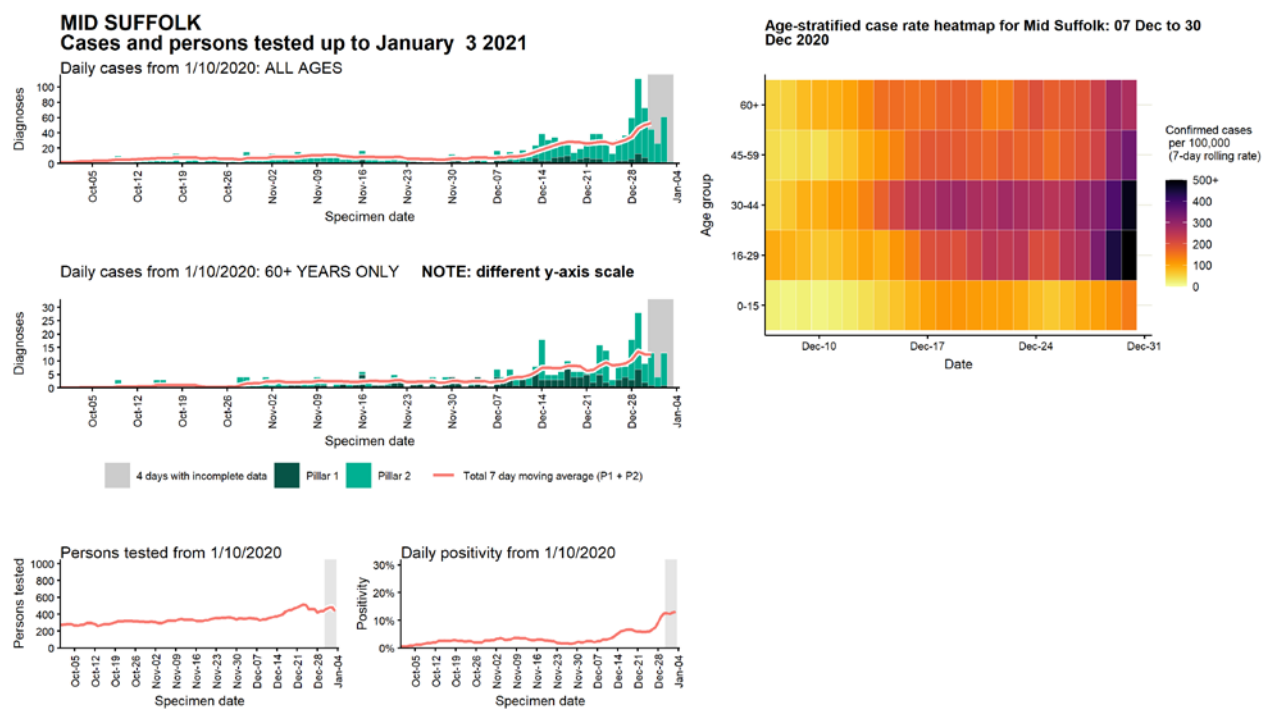 MID SUFFOLK
Cases and persons tested up to January 3 2021
Daily cases from 1/10/2020: ALL AGES
Diagnoses
100
80
60
40
20
0
Oct-05
Oct-12
Oct-19
Oct-26
Nov-02
Nov-09
Nov-16
Nov-23
Nov-30
Dec-07
Dec-14
Dec-21
Dec-28
Jan-04
Specimen date
Daily cases from 1/10/2020: 60+ YEARS ONLY NOTE: different y-axis scale
Diagnoses
30
25
20
15
10
5
0
Oct-05
Oct-12
Oct-19
Oct-26
Nov-02
Nov-09
Nov-16
Nov-23
Nov-30
Dec-07
Dec-14
Dec-21
Dec-28
Jan-04
Specimen date
4 days with incomplete data
Pillar 1
Pillar 2
Total 7 day moving average (P1 + P2)
Persons tested from 1/10/2020
Persons tested
1000
800
600
400
200
0
Oct-05
Oct-12
Oct-19
Oct-26
Nov-02
Nov-09
Nov-16
Nov-23
Nov-30
Dec-07
Dec-14
Dec-21
Dec-28
Jan-04
Specimen date
Daily positivity from 1/10/2020
Positivity
30%
20%
10%
0%
Oct-05
Oct-12
Oct-19
Oct-26
Nov-02
Nov-09
Nov-16
Nov-23
Nov-30
Dec-07
Dec-14
Dec-21
Dec-28
Jan-04
Specimen date
Age-stratified case rate heatmap for Mid Suffolk: 07 Dec to 30
Dec 2020
Age group
60+
45-59
30-44
16-29
0-15
Dec-10
Dec-17
Dec-24
Dec-31
Date
Confirmed cases
per 100,000
(7-day rolling rate)
500+
400
300
200
100
0